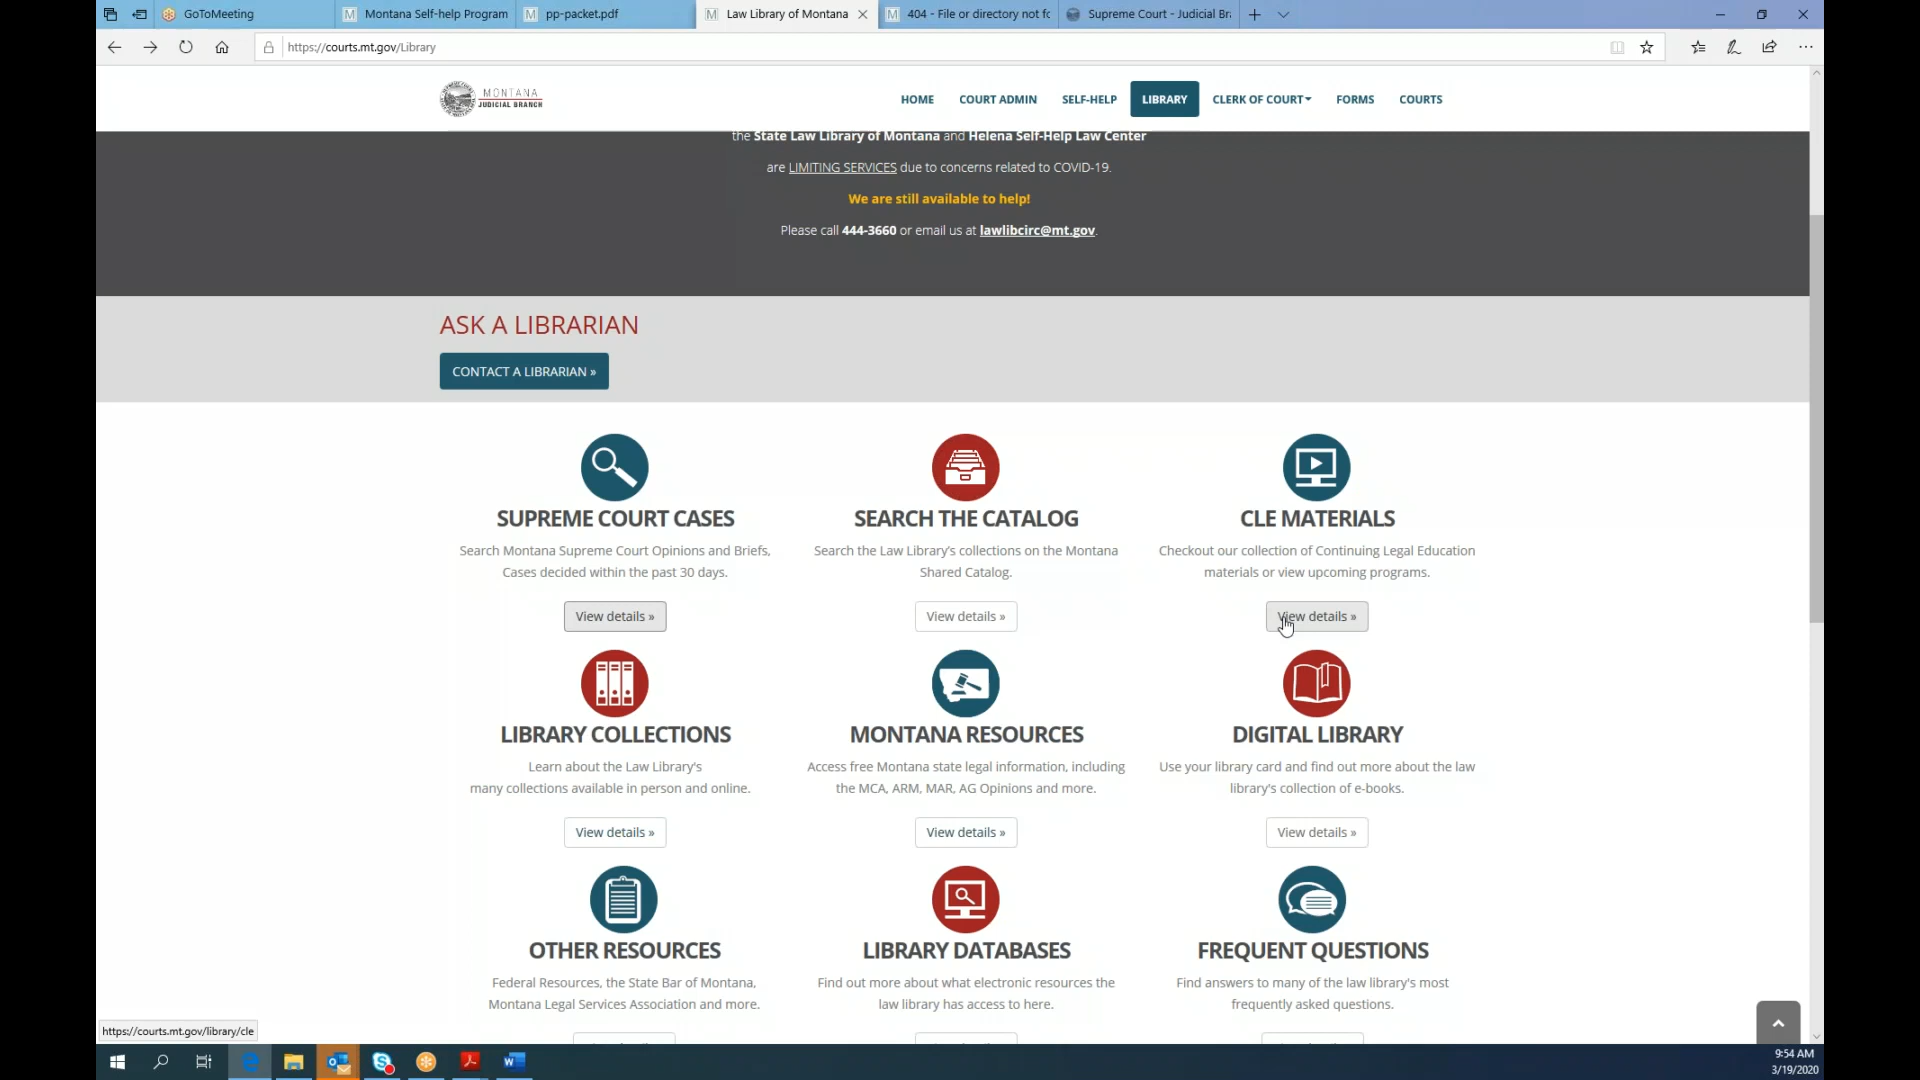 GoToMeeting
Montana Self-help Program
pp-packet.pdf
Law Library of Montana
404 - File or directory not fo
Supreme Court - Judicial Br
https://courts.mt.gov/Library
MONTANA
JUDICIAL BRANCH
HOME
COURT ADMIN
SELF-HELP
LIBRARY
CLERK OF COURT
FORMS
COURTS
the State Law Library of Montana and Helena Self-Help Law Center
are LIMITING SERVICES due to concerns related to COVID-19.
We are still available to help!
Please call 444-3660 or email us at lawlibcirc@mt.gov.
ASK A LIBRARIAN
CONTACT A LIBRARIAN »
SUPREME COURT CASES
Search Montana Supreme Court Opinions and Briefs,
Cases decided within the past 30 days.
View details »
SEARCH THE CATALOG
Search the Law Library's collections on the Montana
Shared Catalog.
View details »
CLE MATERIALS
Checkout our collection of Continuing Legal Education
materials or view upcoming programs.
View details »
LIBRARY COLLECTIONS
Learn about the Law Library's
many collections available in person and online.
View details »
MONTANA RESOURCES
Access free Montana state legal information, including
the MCA, ARM, MAR, AG Opinions and more.
View details »
DIGITAL LIBRARY
Use your library card and find out more about the law
library's collection of e-books.
View details »
OTHER RESOURCES
Federal Resources, the State Bar of Montana,
Montana Legal Services Association and more.
LIBRARY DATABASES
Find out more about what electronic resources the
law library has access to here.
FREQUENT QUESTIONS
Find answers to many of the law library's most
frequently asked questions.
https://courts.mt.gov/library/cle
9:54 AM
3/19/2020